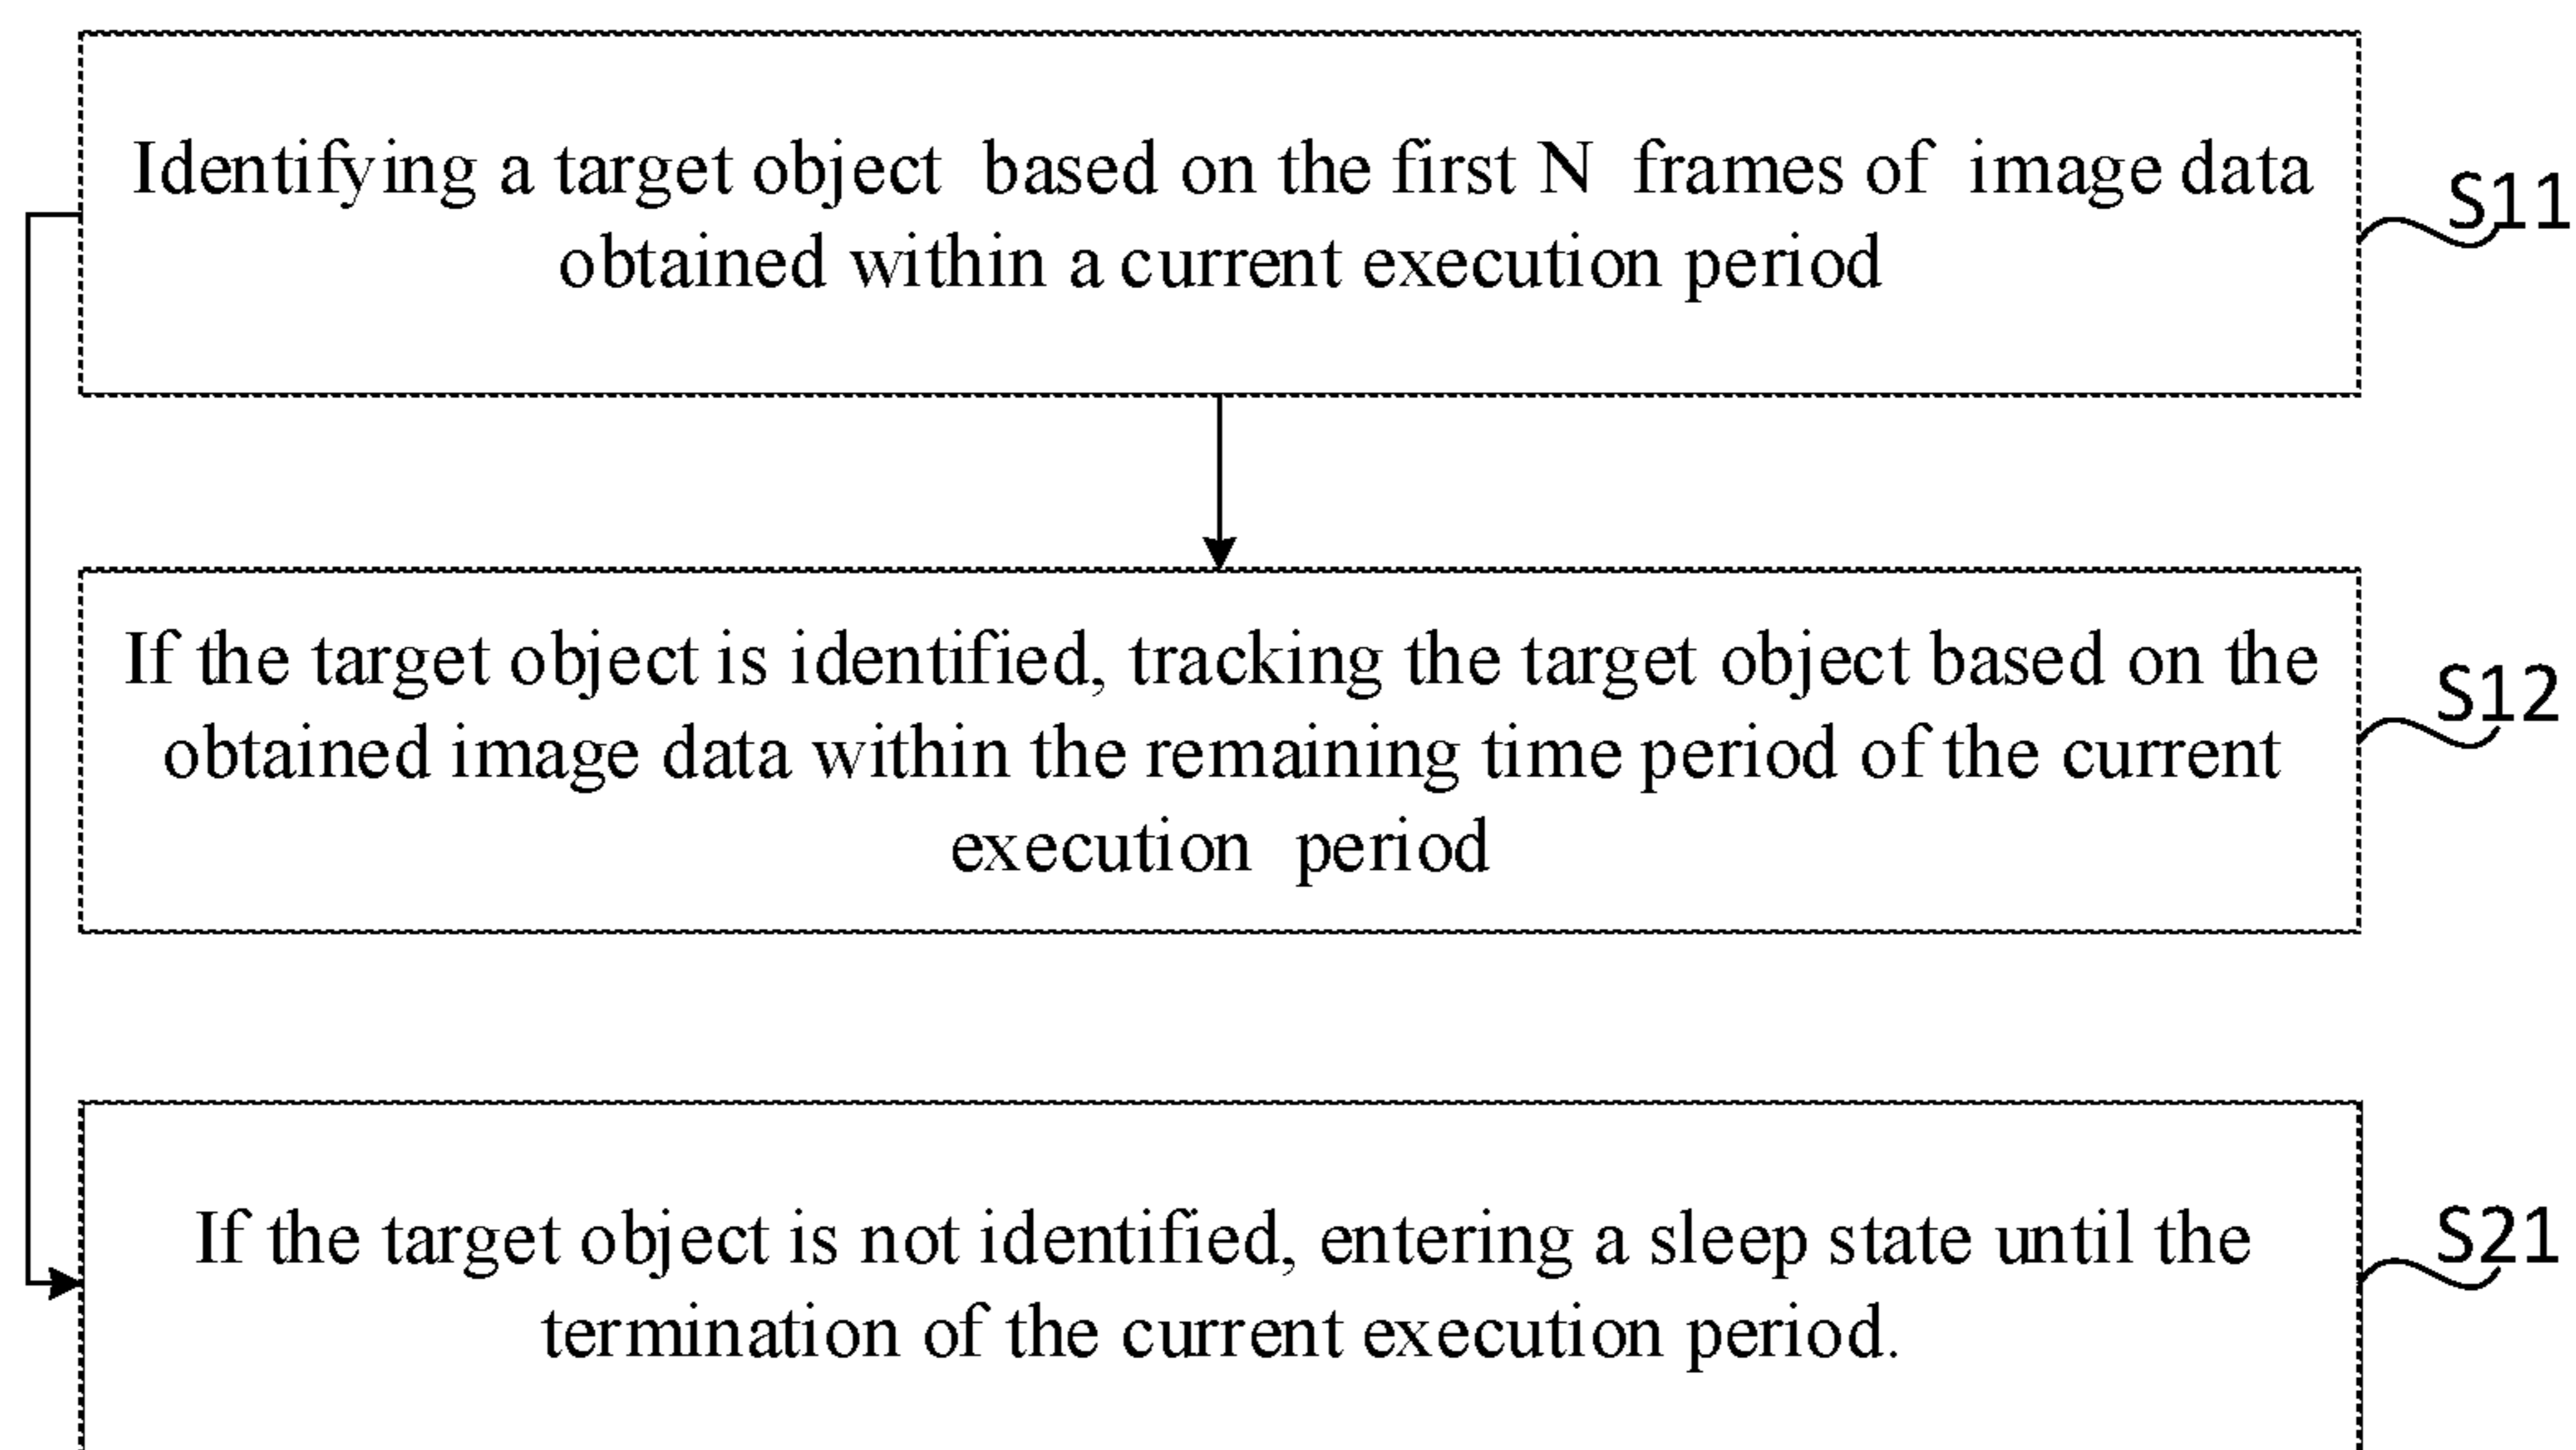 Identifying a target object based on the first N frames of image data
obtained within a current execution period
S11
If the target object is identified, tracking the target object based on the
obtained image data within the remaining time period of the current
execution period
S12
If the target object is not identified, entering a sleep state until the
termination of the current execution period.
S21